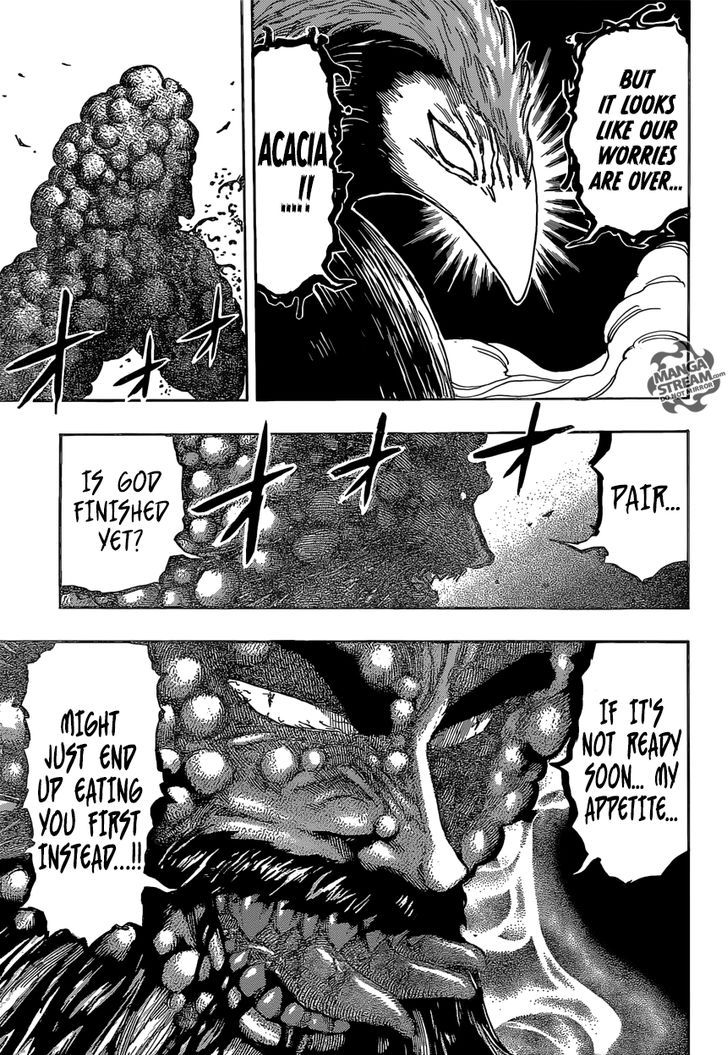 BUT
IT LOOKS
LIKE OUR
WORRIES
ARE OVER...
ACACIA
.....!!
MANGA
STREAM.com
DO NOT MIRROR
PAIR...
IS GOD
FINISHED
YET?
IF IT'S
NOT READY
SOON... MY
APPETITE...
MIGHT
JUST END
UP EATING
YOU FIRST
INSTEAD...!!